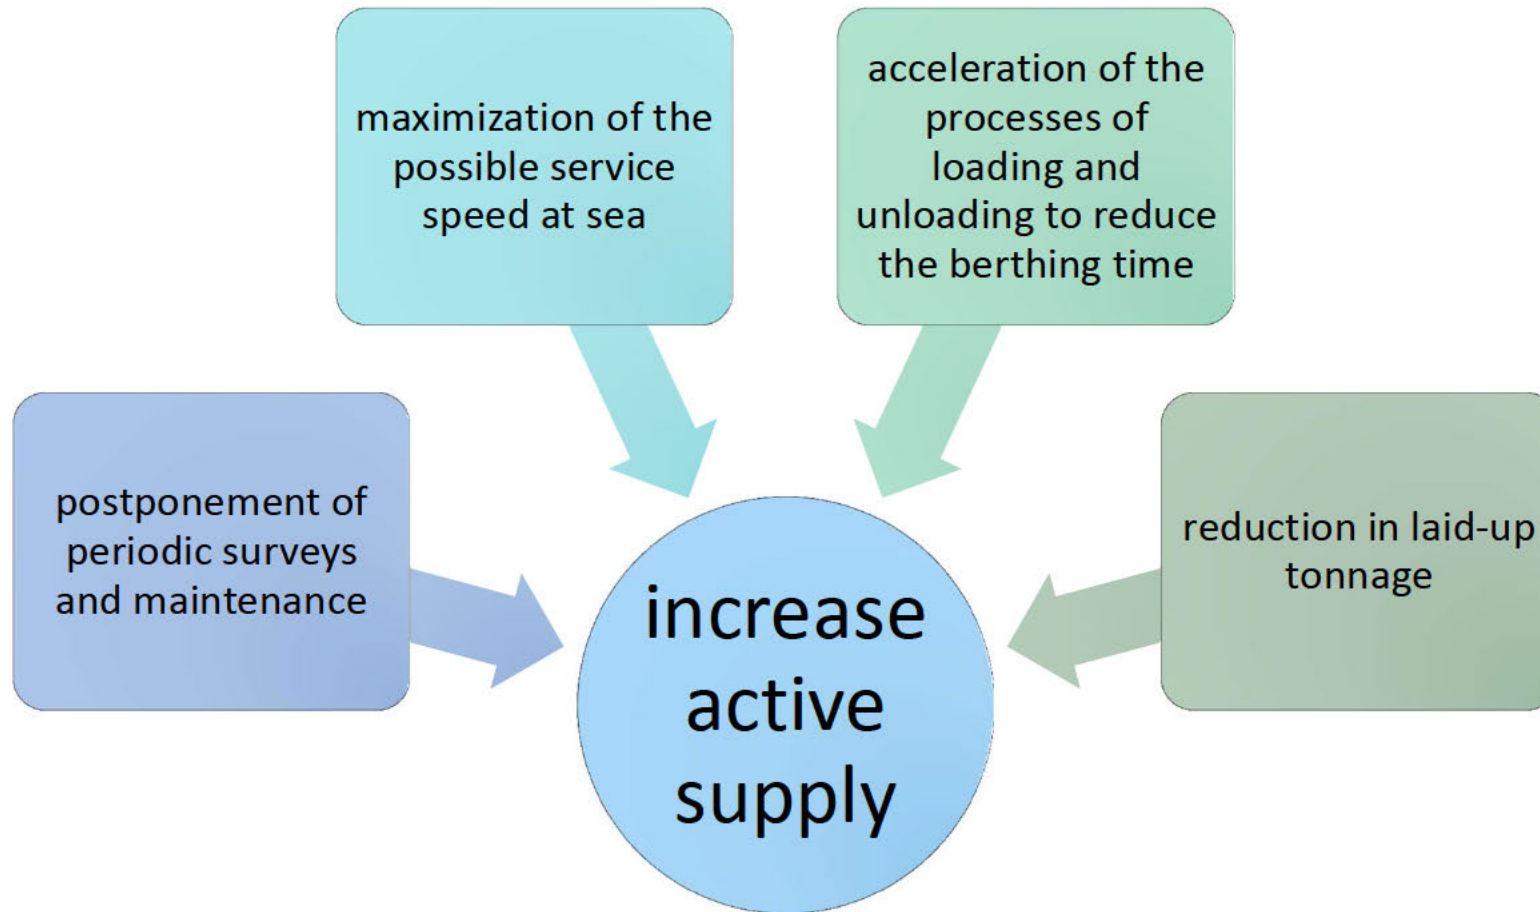 maximization of the
possible service
speed at sea
acceleration of the
processes of
loading and
unloading to reduce
the berthing time
postponement of
periodic surveys
and maintenance
reduction in laid-up
tonnage
increase
active
supply